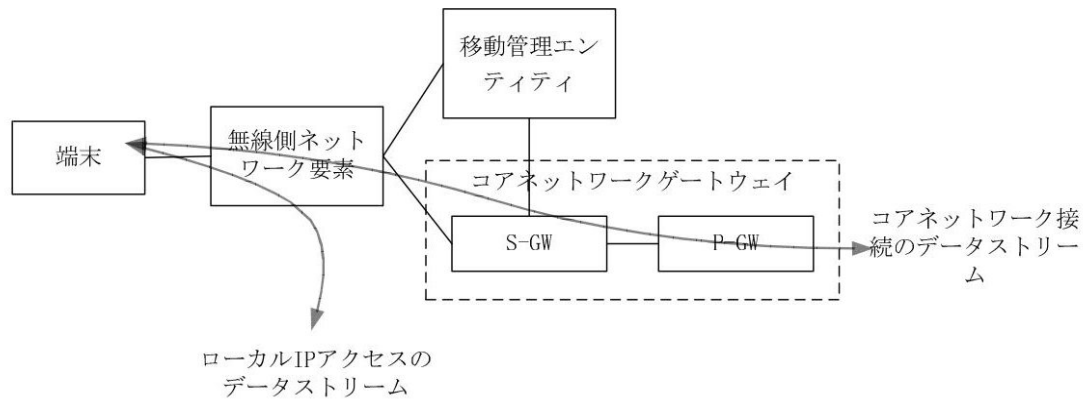 移動管理エン
ティティ
端末
無線側ネット
ワーク要素
コアネットワークゲートウェイ
S-GW
P-GW
コアネットワーク接
続のデータストリー
ム
ローカルIPアクセスの
データストリーム